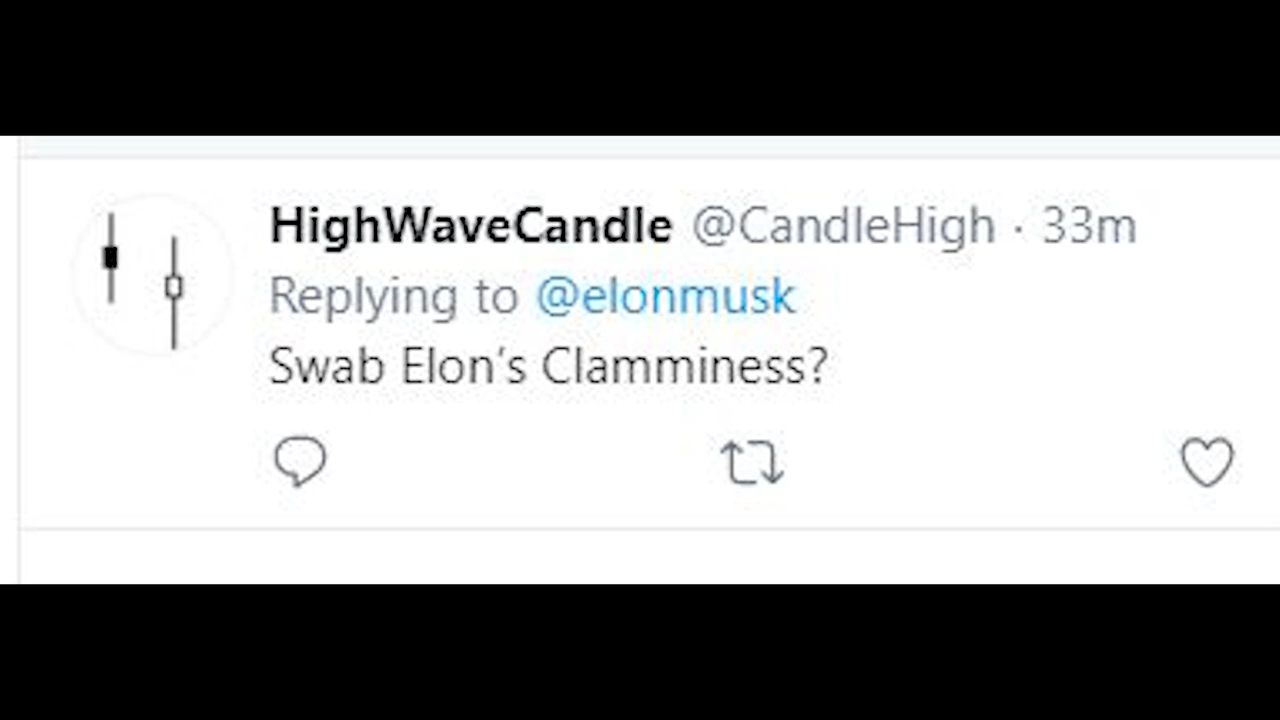 HighWaveCandle @CandleHigh · 33m
Replying to @elonmusk
Swab Elon's Clamminess?